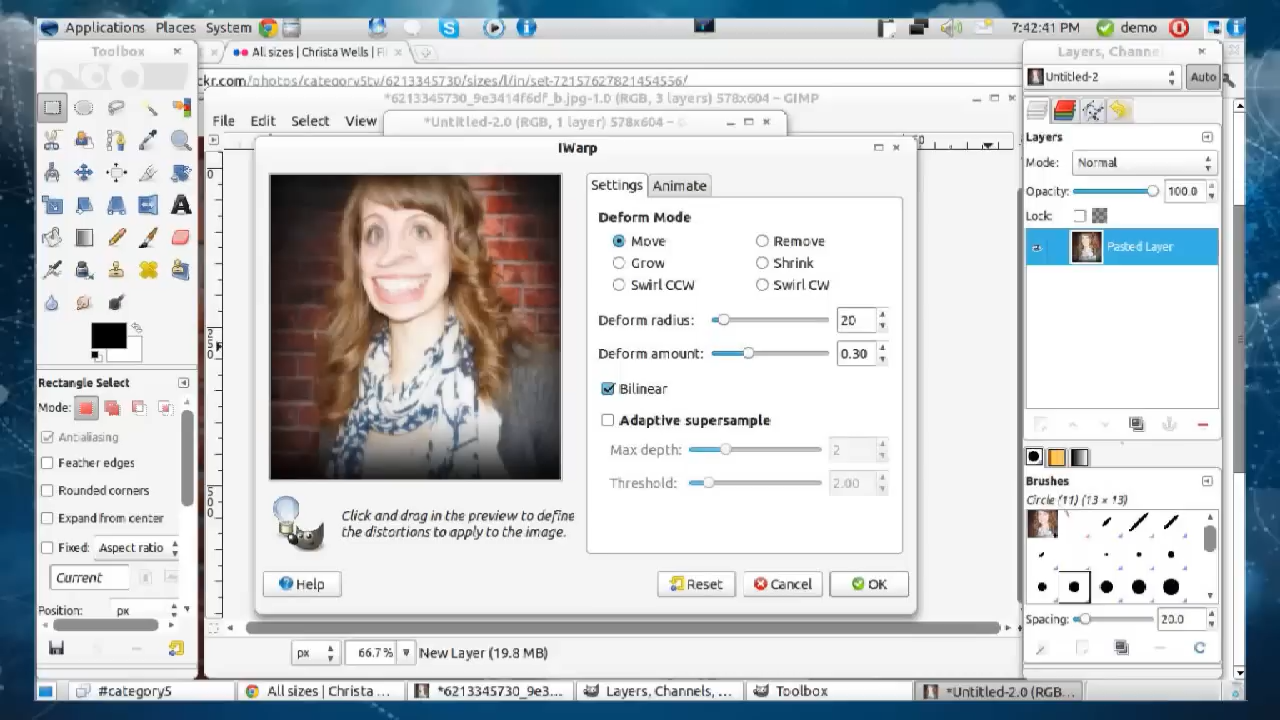 Applications Places System 7:42:41 PM demo
Toolbox
All sizes | Christa Wells | Fl
Layers, Channe
ckr.com/photos/category5tv/6213345730/sizes/l/in/set-72157627821454556/
Untitled-2 Auto
*6213345730_9e3414f6df_b.jpg-1.0 (RGB, 3 layers) 578x604 – GIMP
File Edit Select View
*Untitled-2.0 (RGB, 1 layer) 578x604 –
IWarp
Layers
Mode: Normal
Opacity: 100.0
Lock:
Pasted Layer
Settings Animate
Deform Mode
Move Remove
Grow Shrink
Swirl CCW Swirl CW
Deform radius: 20
Deform amount: 0.30
Bilinear
Adaptive supersample
Max depth: 2
Threshold: 2.00
Click and drag in the preview to define
the distortions to apply to the image.
Help Reset Cancel OK
Rectangle Select
Mode:
Antialiasing
Feather edges
Rounded corners
Expand from center
Fixed: Aspect ratio
Current
Position: px
Brushes
Circle (11) (13 × 13)
Spacing: 20.0
px 66.7% New Layer (19.8 MB)
#category5 All sizes | Christa ... *6213345730_9e3... Layers, Channels, ... Toolbox *Untitled-2.0 (RGB...